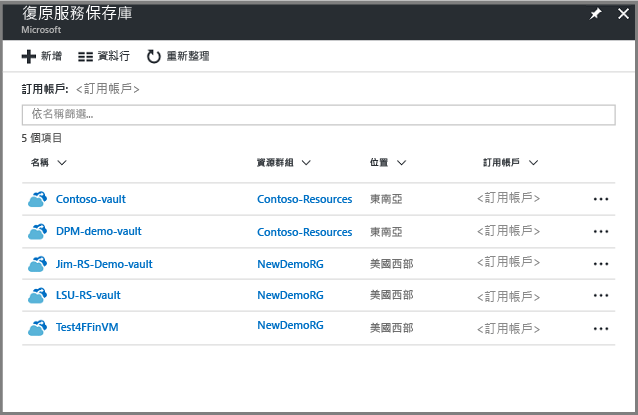 復原服務保存庫
Microsoft
新增 資料行 重新整理
訂用帳戶: <訂用帳戶>
依名稱篩選...
5 個項目
名稱 資源群組 位置 訂用帳戶
Contoso-vault Contoso-Resources 東南亞 <訂用帳戶>
DPM-demo-vault Contoso-Resources 東南亞 <訂用帳戶>
Jim-RS-Demo-vault NewDemoRG 美國西部 <訂用帳戶>
LSU-RS-vault NewDemoRG 美國西部 <訂用帳戶>
Test4FFinVM NewDemoRG 美國西部 <訂用帳戶>